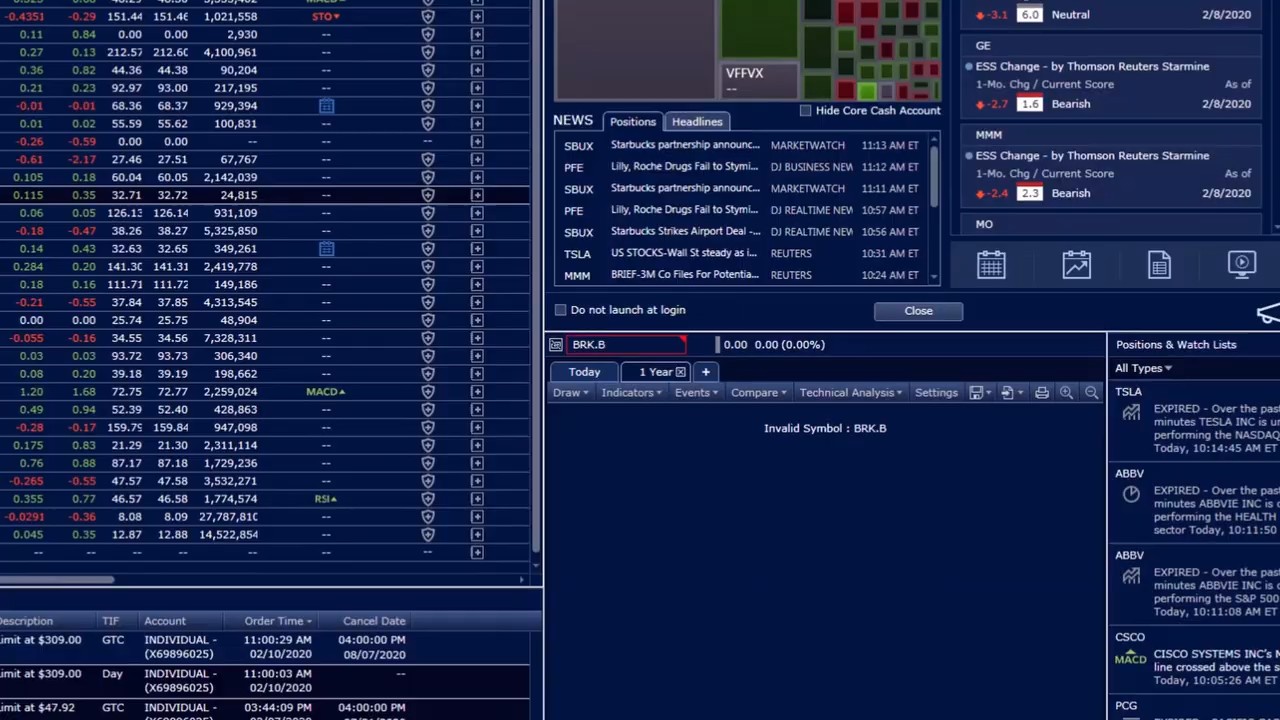 -0.4351 -0.29 151.44 151.46 1,021,558 STO
0.11 0.84 0.00 0.00 2,930 --
0.27 0.13 212.57 212.60 4,100,961 --
0.36 0.82 44.36 44.38 90,204 --
0.21 0.23 92.97 93.00 217,195 --
-0.01 -0.01 68.36 68.37 929,394
0.01 0.02 55.59 55.62 100,831 --
-0.26 -0.59 0.00 0.00 -- -- --
-0.61 -2.17 27.46 27.51 67,767 --
0.105 0.18 60.04 60.05 2,142,039 --
0.115 0.35 32.71 32.72 24,815 --
0.06 0.05 126.13 126.14 931,109 --
-0.18 -0.47 38.26 38.27 5,325,850 --
0.14 0.43 32.63 32.65 349,261
0.284 0.20 141.30 141.31 2,419,778 --
0.18 0.16 111.71 111.72 149,186 --
-0.21 -0.55 37.84 37.85 4,313,545 --
0.00 0.00 25.74 25.75 48,904 --
-0.055 -0.16 34.55 34.56 7,328,311 --
0.03 0.03 93.72 93.73 306,340 --
0.08 0.20 39.18 39.19 198,662 --
1.20 1.68 72.75 72.77 2,259,024 MACD
0.49 0.94 52.39 52.40 428,863 --
-0.28 -0.17 159.79 159.84 947,098 --
0.175 0.83 21.29 21.30 2,311,114 --
0.76 0.88 87.17 87.18 1,729,236 --
-0.265 -0.55 47.57 47.58 3,532,271 --
0.355 0.77 46.57 46.58 1,774,574 RSI
-0.0291 -0.36 8.08 8.09 27,787,810 --
0.045 0.35 12.87 12.88 14,522,854 --
-- -- -- -- -- -- --
Description TIF Account Order Time Cancel Date
imit at $309.00 GTC INDIVIDUAL - 11:00:29 AM 04:00:00 PM
(X69896025) 02/10/2020 08/07/2020
imit at $309.00 Day INDIVIDUAL - 11:00:03 AM --
(X69896025) 02/10/2020
imit at $47.92 GTC INDIVIDUAL - 03:44:09 PM 04:00:00 PM
VFFVX
--
Hide Core Cash Account
NEWS Positions Headlines
SBUX Starbucks partnership announc... MARKETWATCH 11:13 AM ET
PFE Lilly, Roche Drugs Fail to Stymi... DJ BUSINESS NEW 11:12 AM ET
SBUX Starbucks partnership announc... MARKETWATCH 11:11 AM ET
PFE Lilly, Roche Drugs Fail to Stymi... DJ REALTIME NEW 10:57 AM ET
SBUX Starbucks Strikes Airport Deal -... DJ REALTIME NEW 10:56 AM ET
TSLA US STOCKS-Wall St steady as i... REUTERS 10:31 AM ET
MMM BRIEF-3M Co Files For Potentia... REUTERS 10:24 AM ET
Do not launch at login Close
-3.1 6.0 Neutral 2/8/2020
GE
ESS Change - by Thomson Reuters Starmine
1-Mo. Chg / Current Score As of
-2.7 1.6 Bearish 2/8/2020
MMM
ESS Change - by Thomson Reuters Starmine
1-Mo. Chg / Current Score As of
-2.4 2.3 Bearish 2/8/2020
MO
BRK.B 0.00 0.00 (0.00%)
Today 1 Year +
Draw Indicators Events Compare Technical Analysis Settings
Invalid Symbol : BRK.B
Positions & Watch Lists
All Types
TSLA
EXPIRED - Over the past
minutes TESLA INC is un
performing the NASDAQ
Today, 10:14:45 AM ET
ABBV
EXPIRED - Over the past
minutes ABBVIE INC is o
performing the HEALTH
sector Today, 10:11:50
ABBV
EXPIRED - Over the past
minutes ABBVIE INC is o
performing the S&P 500
Today, 10:11:08 AM ET
CSCO
MACD CISCO SYSTEMS INC's M
line crossed above the s
Today, 10:05:26 AM ET
PCG